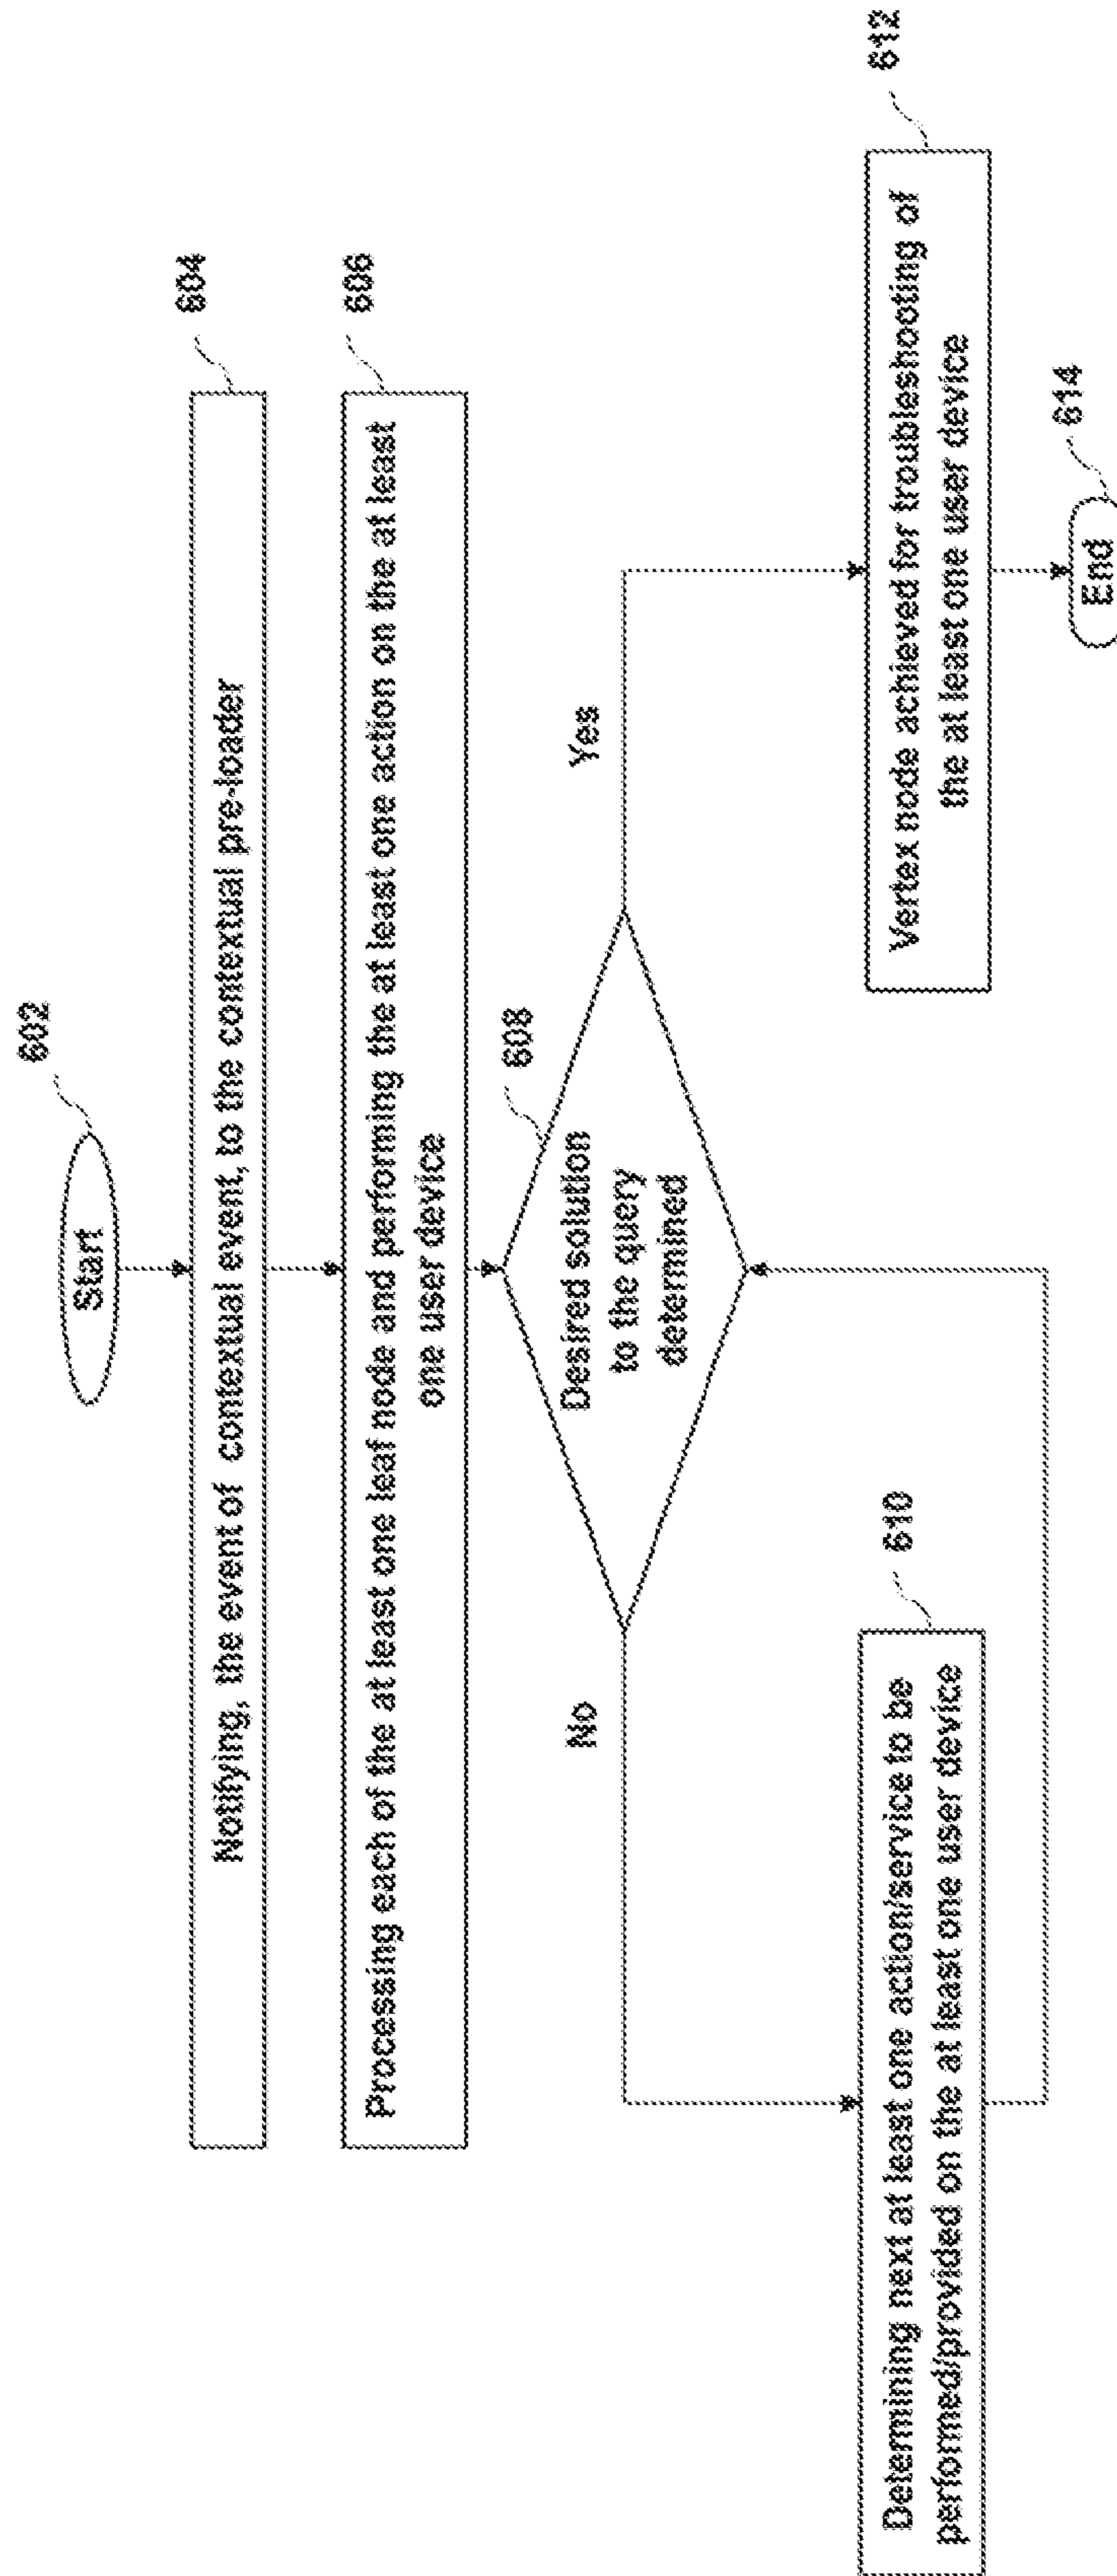 602
Start
604
Notifying, the event of contextual event, to the contextual pre-loader
606
Processing each of the at least one leaf node and performing the at least one action on the at least
one user device
608
Desired solution
to the query
determined
No
Yes
610
Determining next at least one action/service to be
performed/provided on the at least one user device
612
Vertex node achieved for troubleshooting of
the at least one user device
614
End